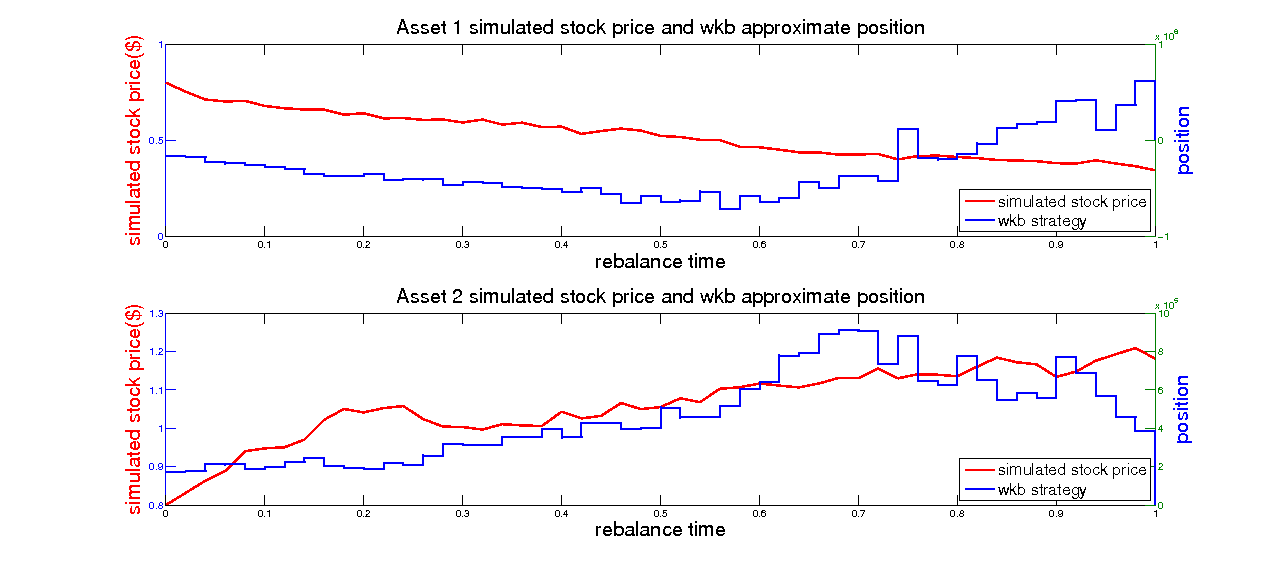 Asset 1 simulated stock price and wkb approximate position
x 10
simulated stock price($)
1
0.5
0
1
0
−1
position
0 0.1 0.2 0.3 0.4 0.5 0.6 0.7 0.8 0.9 1
rebalance time
simulated stock price
wkb strategy
Asset 2 simulated stock price and wkb approximate position
x 10
simulated stock price($)
1.3
1.2
1.1
1
0.9
0.8
10
8
6
4
2
0
position
0 0.1 0.2 0.3 0.4 0.5 0.6 0.7 0.8 0.9 1
rebalance time
simulated stock price
wkb strategy